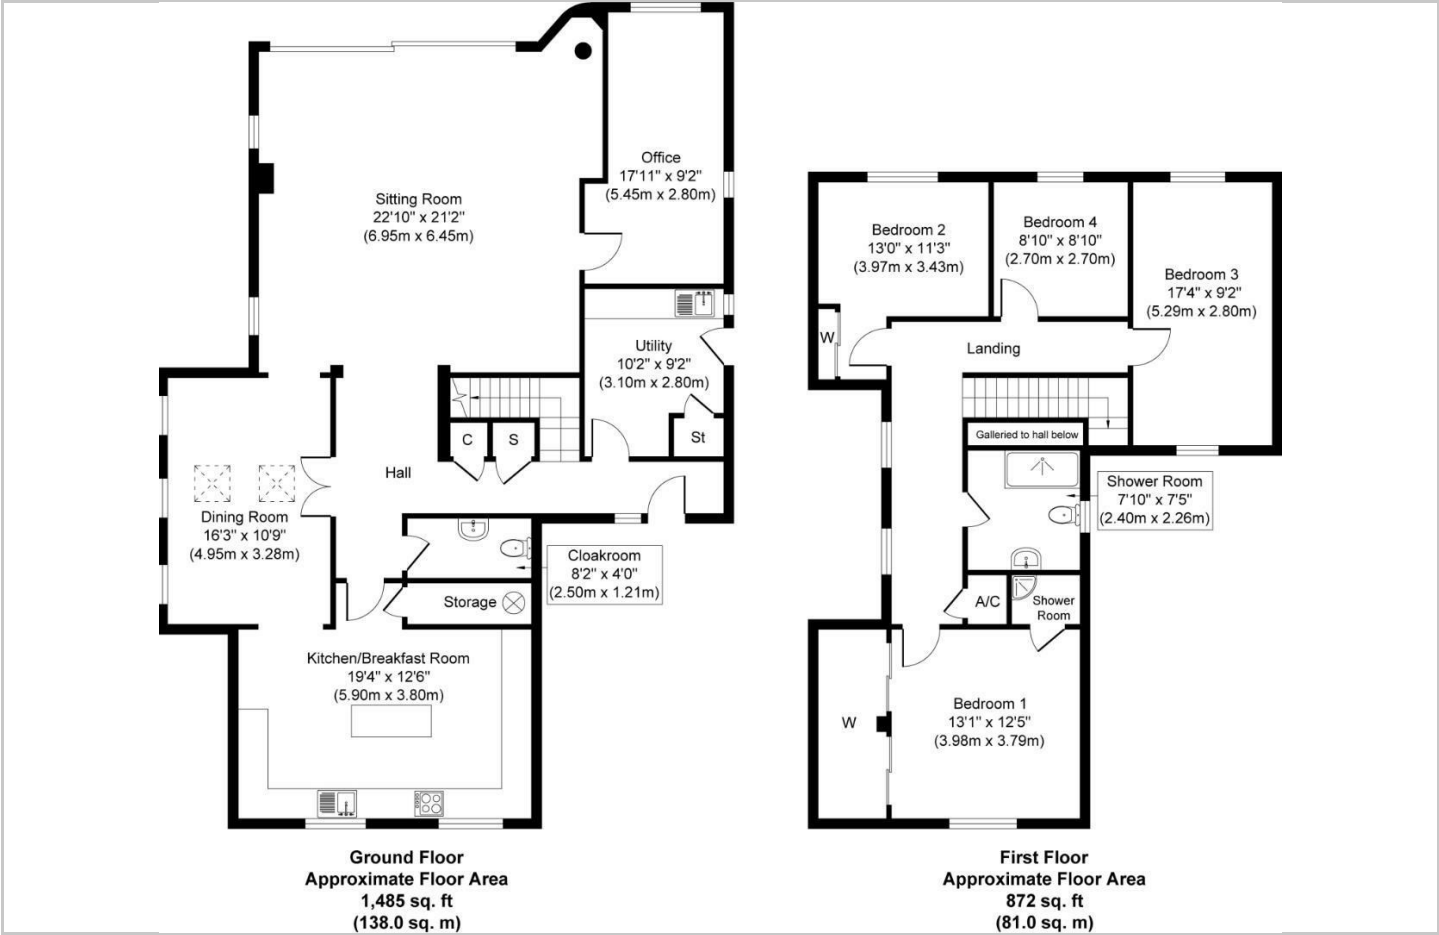 Office
17'11" x 9'2"
(5.45m x 2.80m)
Sitting Room
22'10" x 21'2"
(6.95m x 6.45m)
Utility
10'2" x 9'2"
(3.10m x 2.80m)
C
S
St
Hall
Dining Room
16'3" x 10'9"
(4.95m x 3.28m)
Cloakroom
8'2" x 4'0"
(2.50m x 1.21m)
Storage
Kitchen/Breakfast Room
19'4" x 12'6"
(5.90m x 3.80m)
Ground Floor
Approximate Floor Area
1,485 sq. ft
(138.0 sq. m)
Bedroom 2
13'0" x 11'3"
(3.97m x 3.43m)
Bedroom 4
8'10" x 8'10"
(2.70m x 2.70m)
Bedroom 3
17'4" x 9'2"
(5.29m x 2.80m)
W
Landing
Galleried to hall below
Shower Room
7'10" x 7'5"
(2.40m x 2.26m)
A/C
Shower
Room
W
Bedroom 1
13'1" x 12'5"
(3.98m x 3.79m)
First Floor
Approximate Floor Area
872 sq. ft
(81.0 sq. m)